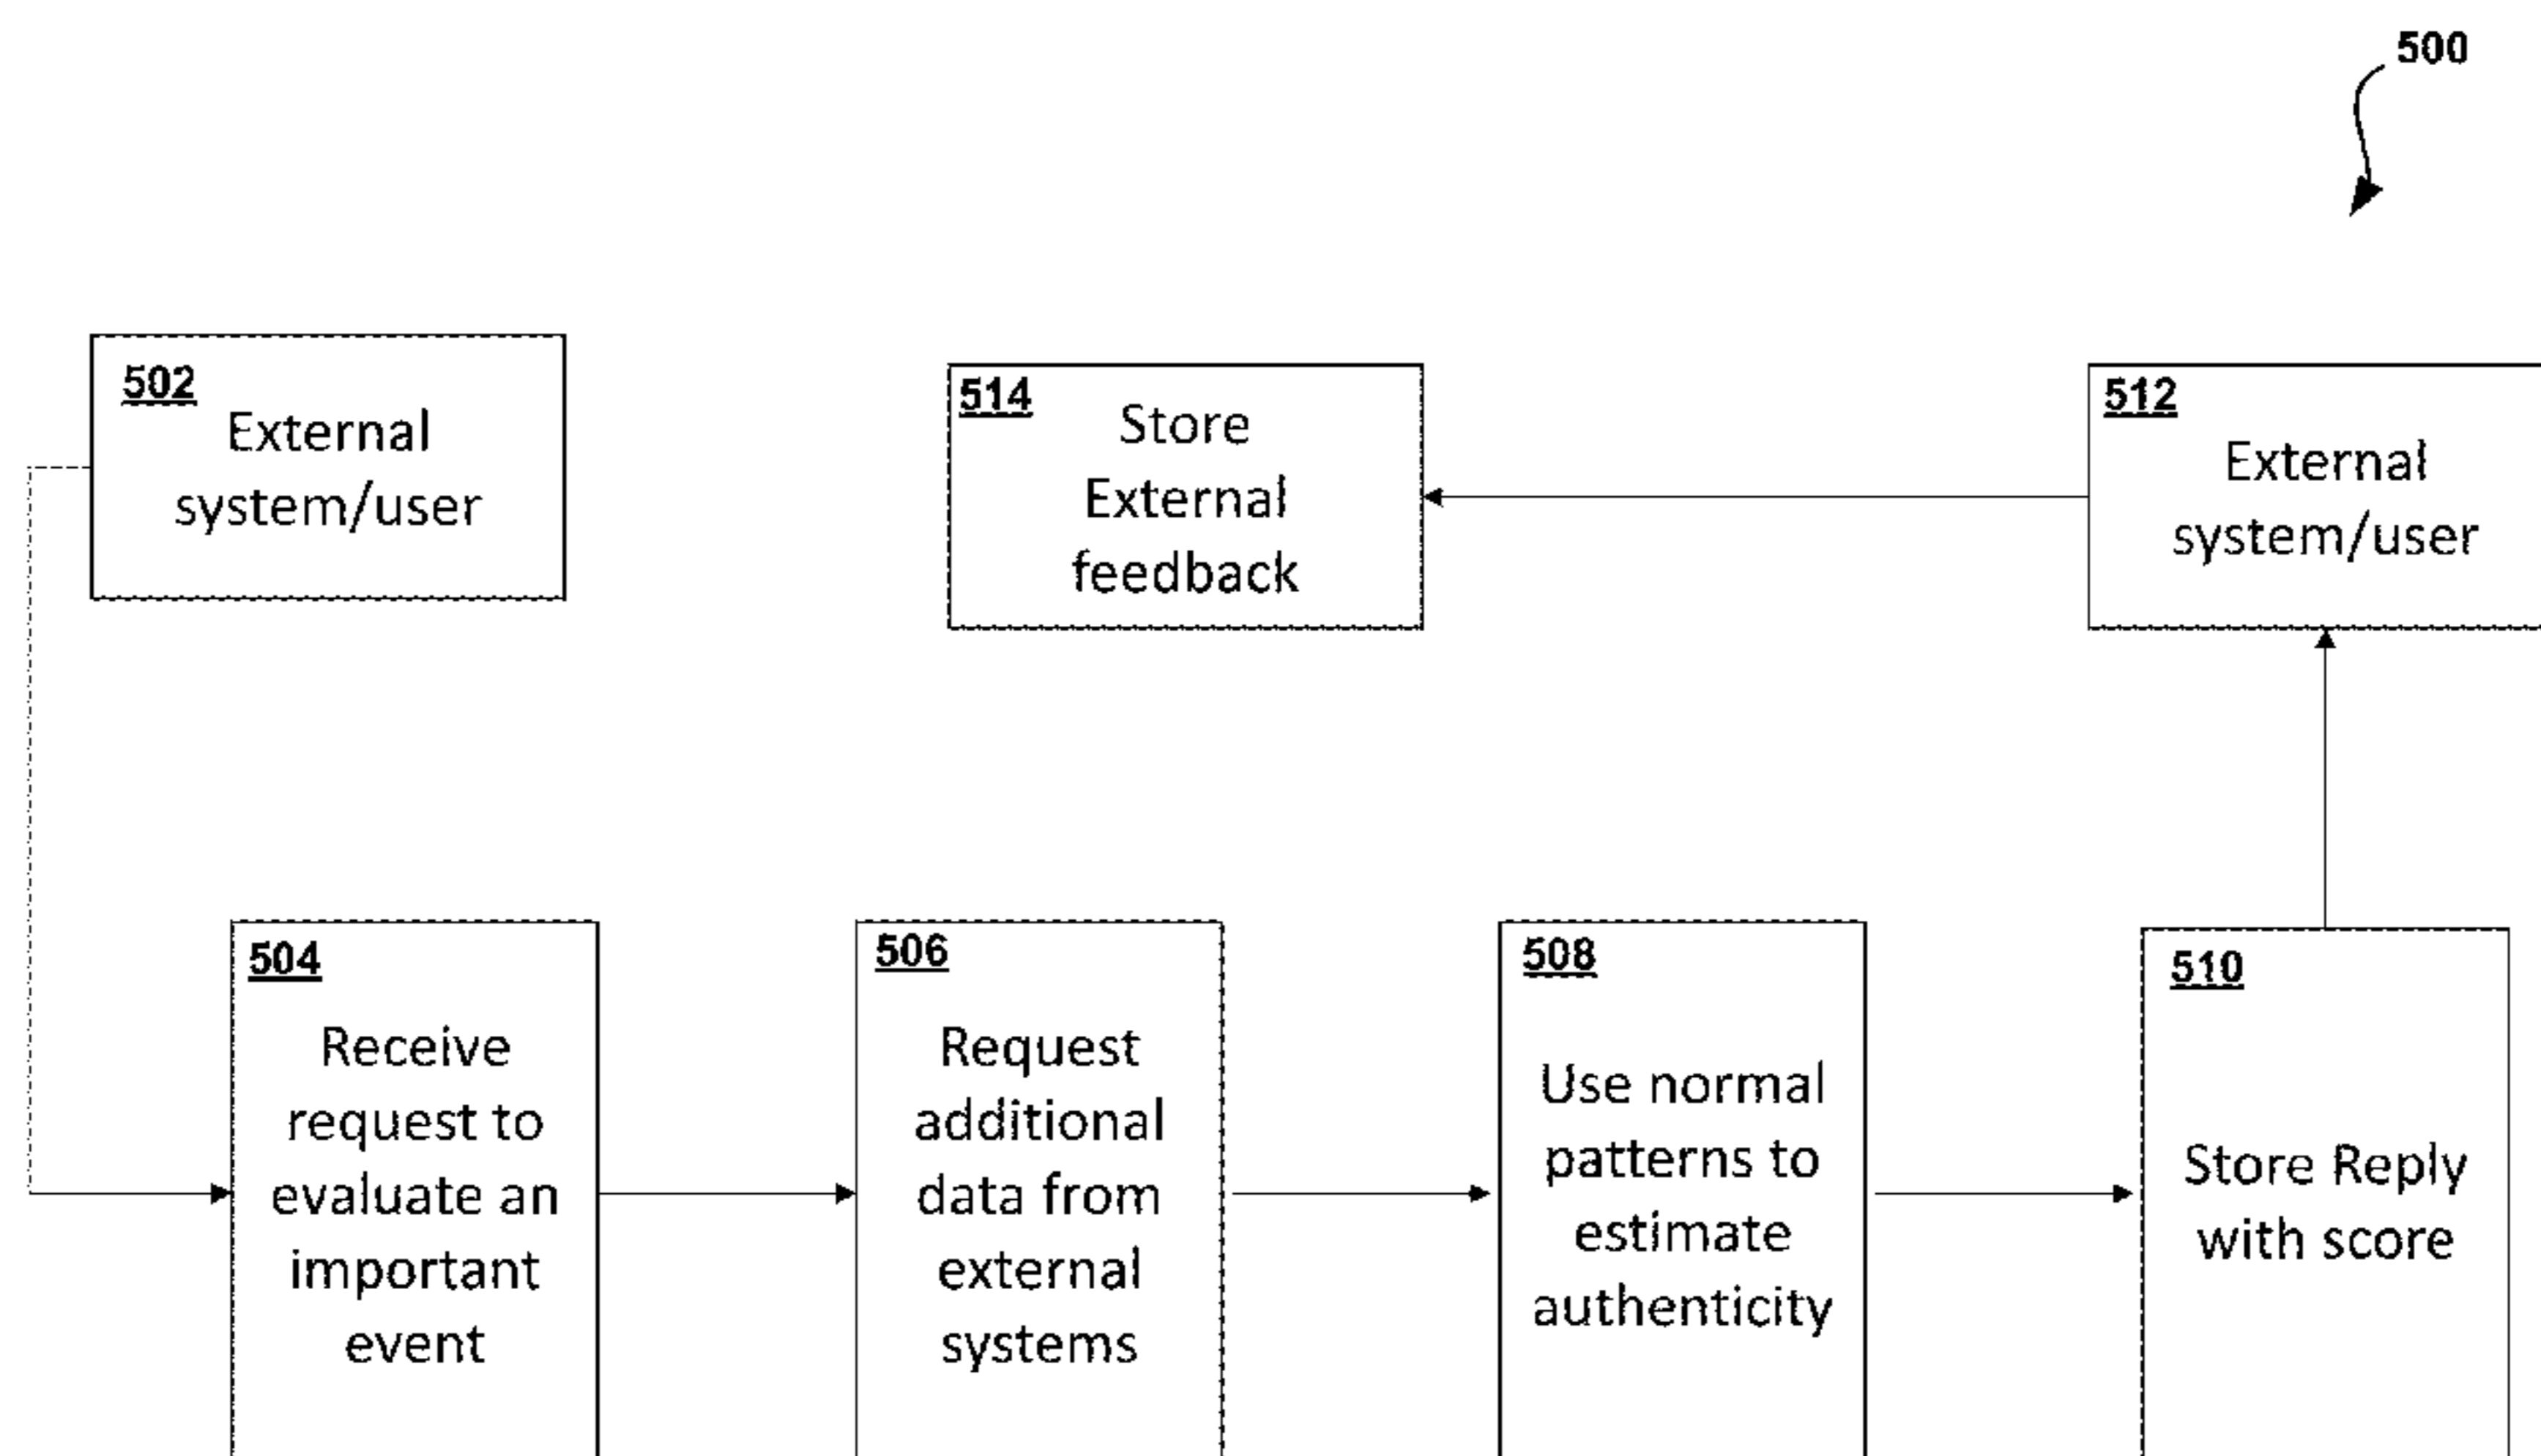 500
502
External
system/user
514
Store
External
feedback
512
External
system/user
504
Receive
request to
evaluate an
important
event
506
Request
additional
data from
external
systems
508
Use normal
patterns to
estimate
authenticity
510
Store Reply
with score